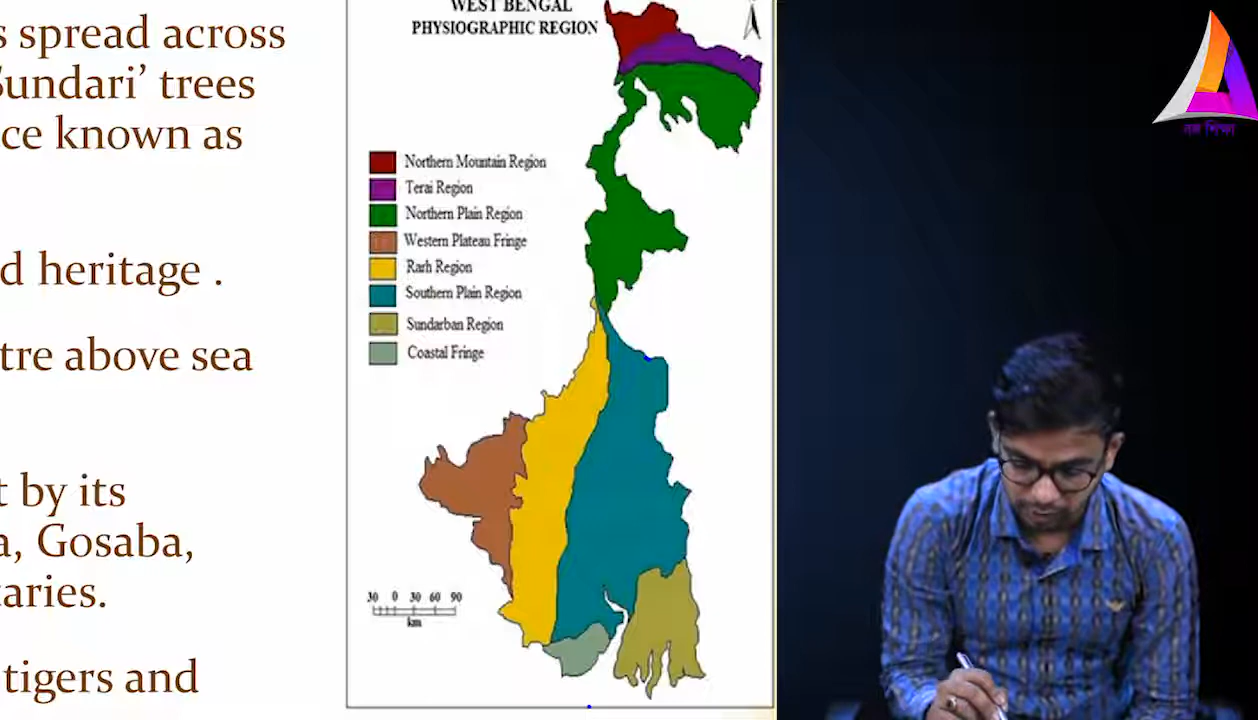 s spread across
Sundari’ trees
ce known as
d heritage .
tre above sea
t by its
a, Gosaba,
taries.
tigers and
WEST BENGAL
PHYSIOGRAPHIC REGION
Northern Mountain Region
Terai Region
Northern Plain Region
Western Plateau Fringe
Rarh Region
Southern Plain Region
Sundarban Region
Coastal Fringe
30 0 30 60 90
km
শিক্ষা